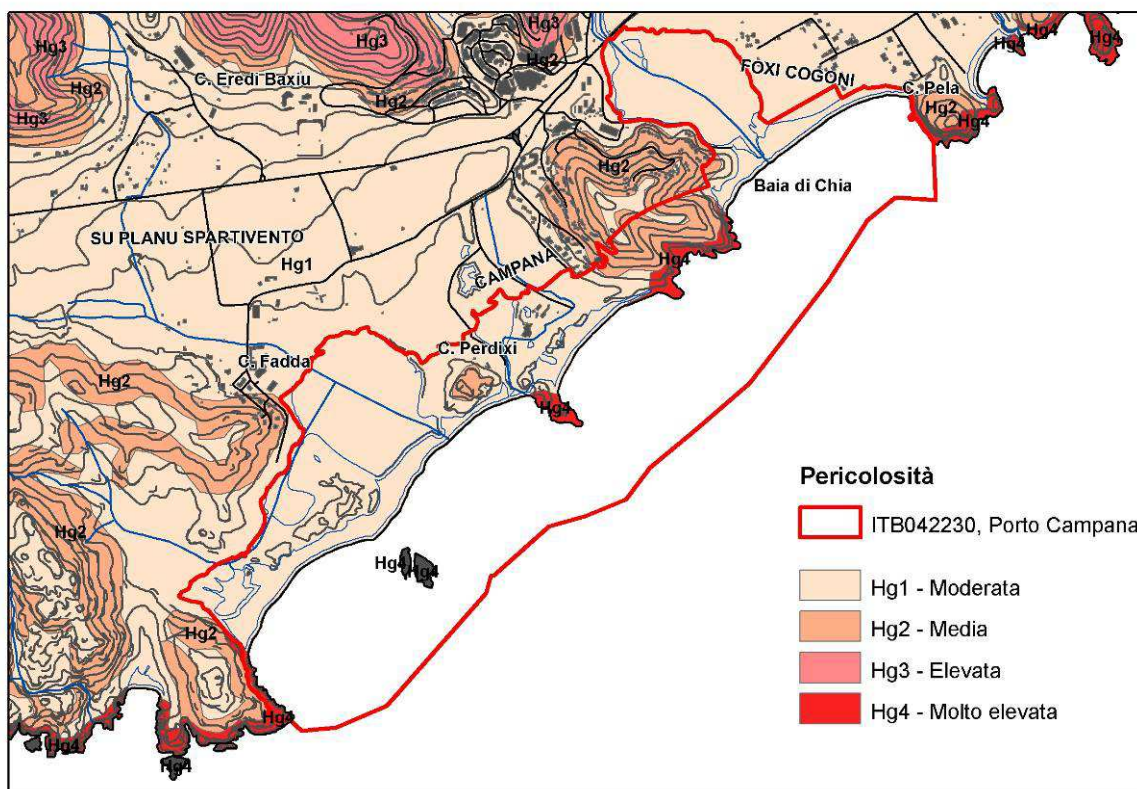 Hg3
Hg3
Hg4
Hg4
Hg2
C. Eredi Baxiu
Hg2
Hg2
Hg3
FOXI COGONI
C. Pela
Hg2
Hg4
Hg2
Baia di Chia
SU PLANU SPARTIVENTO
Hg1
CAMPANA
Hg4
C. Perdixi
C. Fadda
Hg2
Hg4
Pericolosità
ITB042230, Porto Campana
Hg2
Hg4
Hg4
Hg1 - Moderata
Hg2 - Media
Hg2
Hg3 - Elevata
Hg4 - Molto elevata
Hg4
Hg4
Hg4